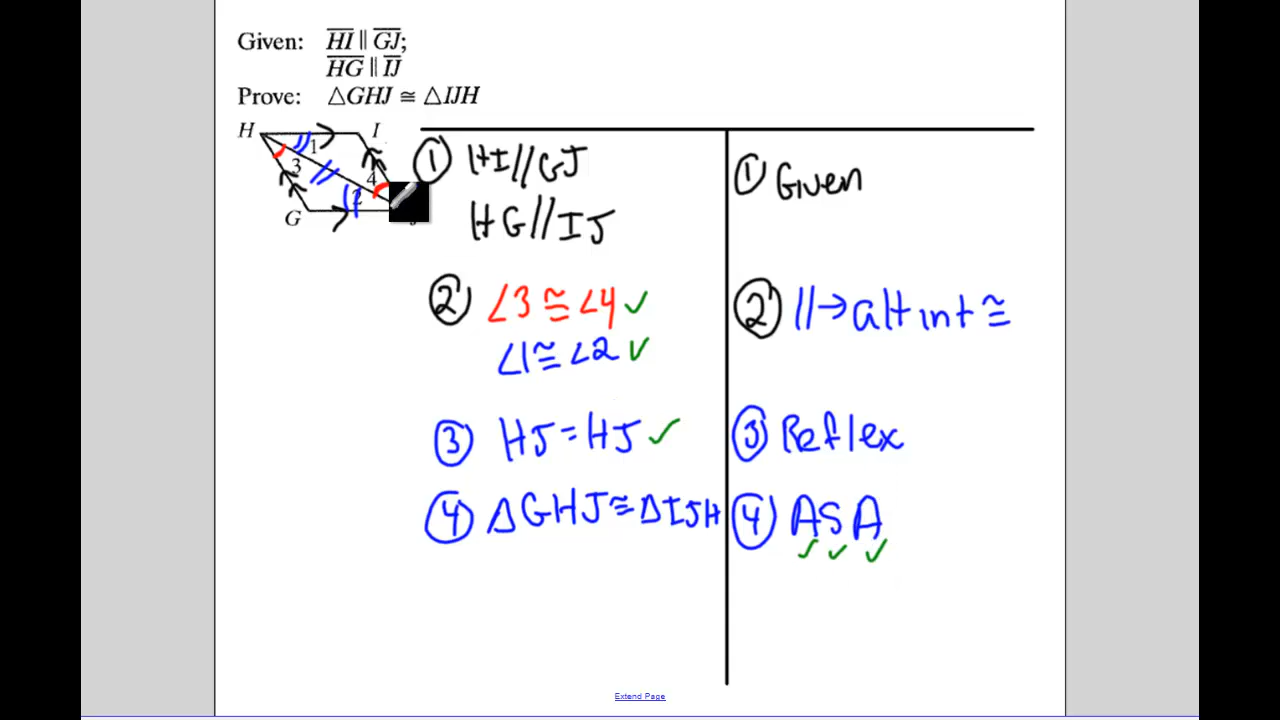 Given: HI || GJ;
HG || IJ
Prove: △GHJ ≅ △IJH
H
I
1
3
4
2
G
① HI // GJ
HG // IJ
① Given
② ∠3 ≅ ∠4 ✓
∠1 ≅ ∠2 ✓
② // → alt int ≅
③ HJ = HJ ✓
③ Reflex
④ △GHJ ≅ △IJH
④ ASA
✓ ✓ ✓
Extend Page